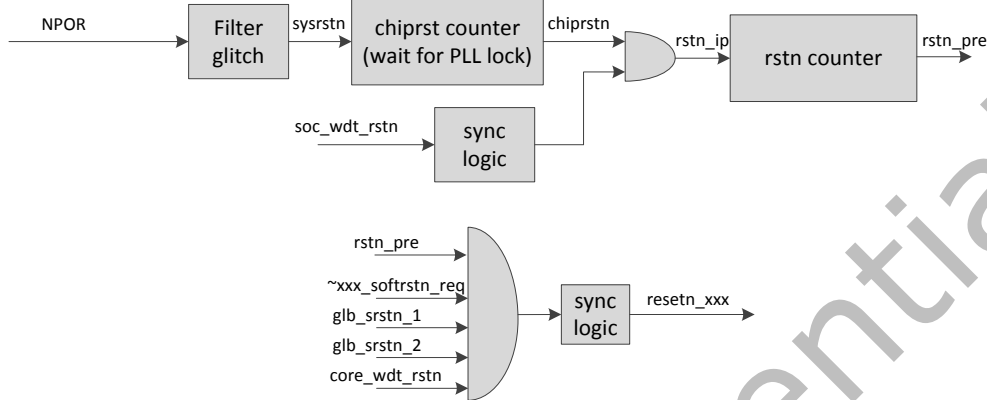 NPOR
Filter
glitch
sysrstn
chiprst counter
(wait for PLL lock)
chiprstn
rstn_ip
rstn counter
rstn_pre
soc_wdt_rstn
sync
logic
rstn_pre
~xxx_softrstn_req
glb_srstn_1
glb_srstn_2
core_wdt_rstn
sync
logic
resetn_xxx
ential